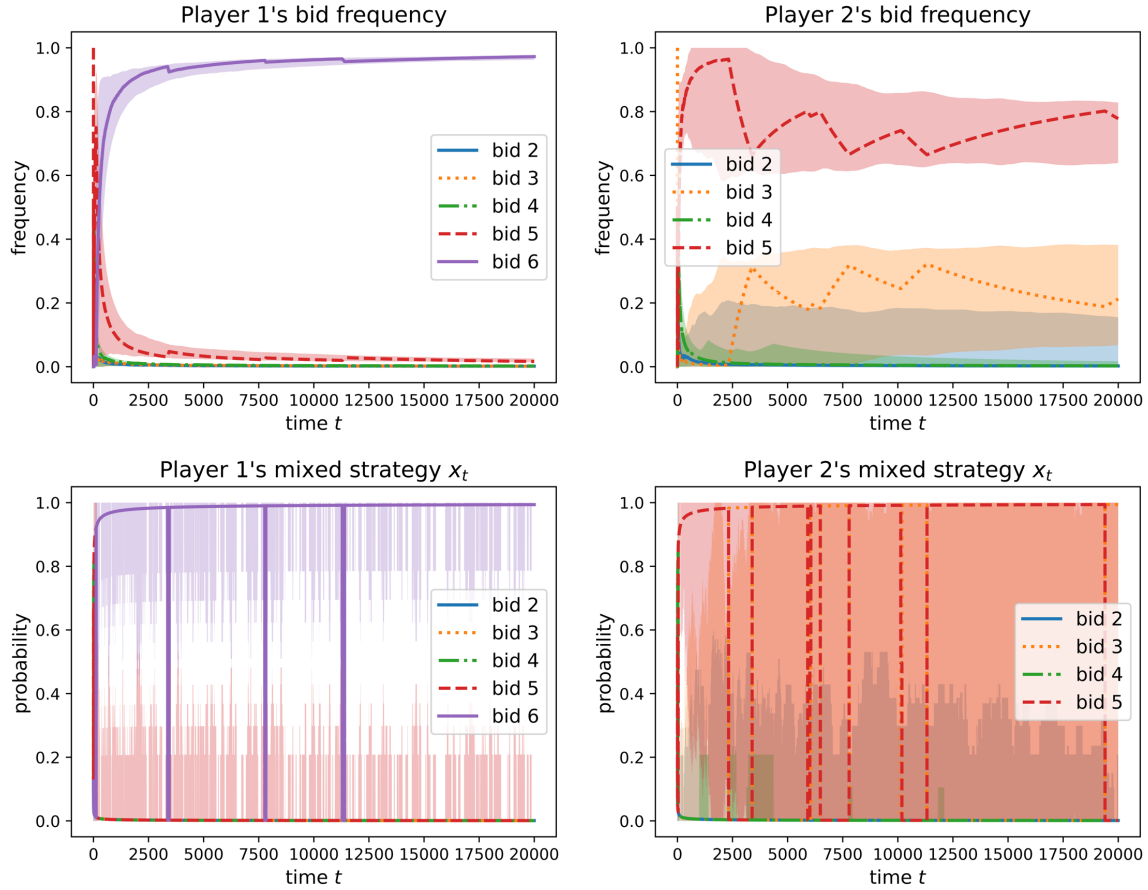 Player 1's bid frequency
frequency
1.0
0.8
0.6
0.4
0.2
0.0
bid 2
bid 3
bid 4
bid 5
bid 6
0 2500 5000 7500 10000 12500 15000 17500 20000
time t
Player 2's bid frequency
frequency
1.0
0.8
0.6
0.4
0.2
0.0
bid 2
bid 3
bid 4
bid 5
0 2500 5000 7500 10000 12500 15000 17500 20000
time t
Player 1's mixed strategy x_t
probability
1.0
0.8
0.6
0.4
0.2
0.0
bid 2
bid 3
bid 4
bid 5
bid 6
0 2500 5000 7500 10000 12500 15000 17500 20000
time t
Player 2's mixed strategy x_t
probability
1.0
0.8
0.6
0.4
0.2
0.0
bid 2
bid 3
bid 4
bid 5
0 2500 5000 7500 10000 12500 15000 17500 20000
time t